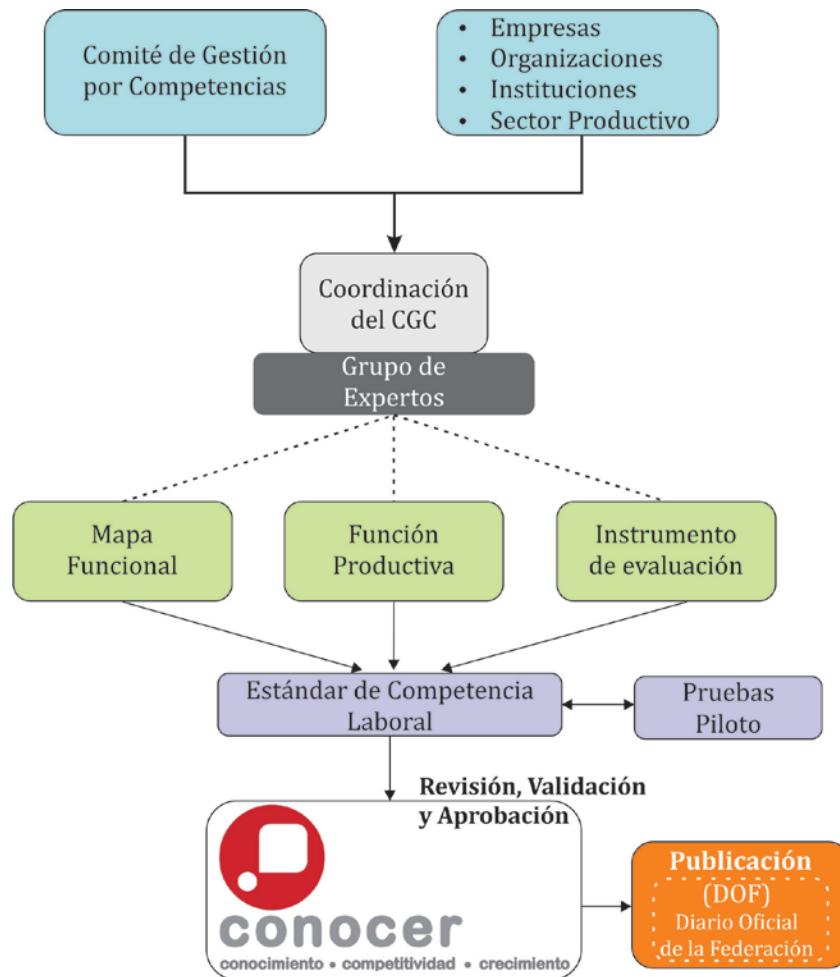 Comité de Gestión
por Competencias
• Empresas
• Organizaciones
• Instituciones
• Sector Productivo
Coordinación
del CGC
Grupo de
Expertos
Mapa
Funcional
Función
Productiva
Instrumento
de evaluación
Estándar de Competencia
Laboral
Pruebas
Piloto
Revisión, Validación
y Aprobación
conocer
conocimiento • competitividad • crecimiento
Publicación
(DOF)
Diario Oficial
de la Federación